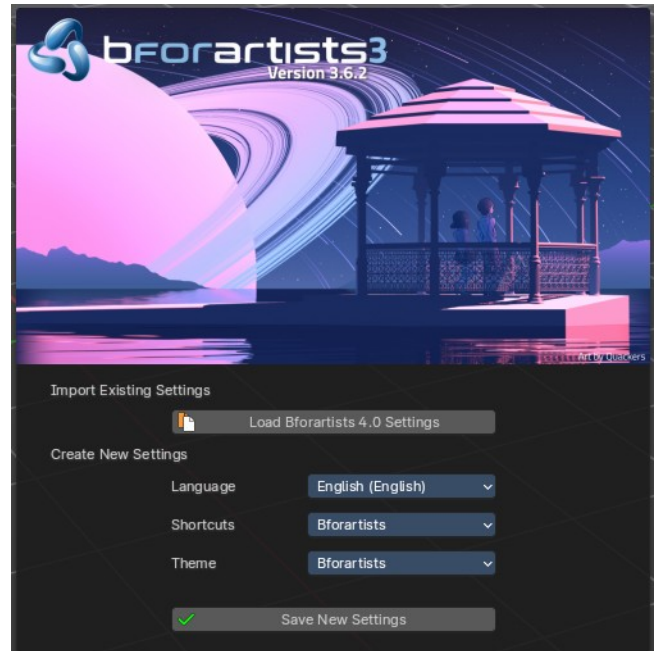 bforartists3
Version 3.6.2
Art by Quackers
Import Existing Settings
Load Bforartists 4.0 Settings
Create New Settings
Language English (English)
Shortcuts Bforartists
Theme Bforartists
Save New Settings